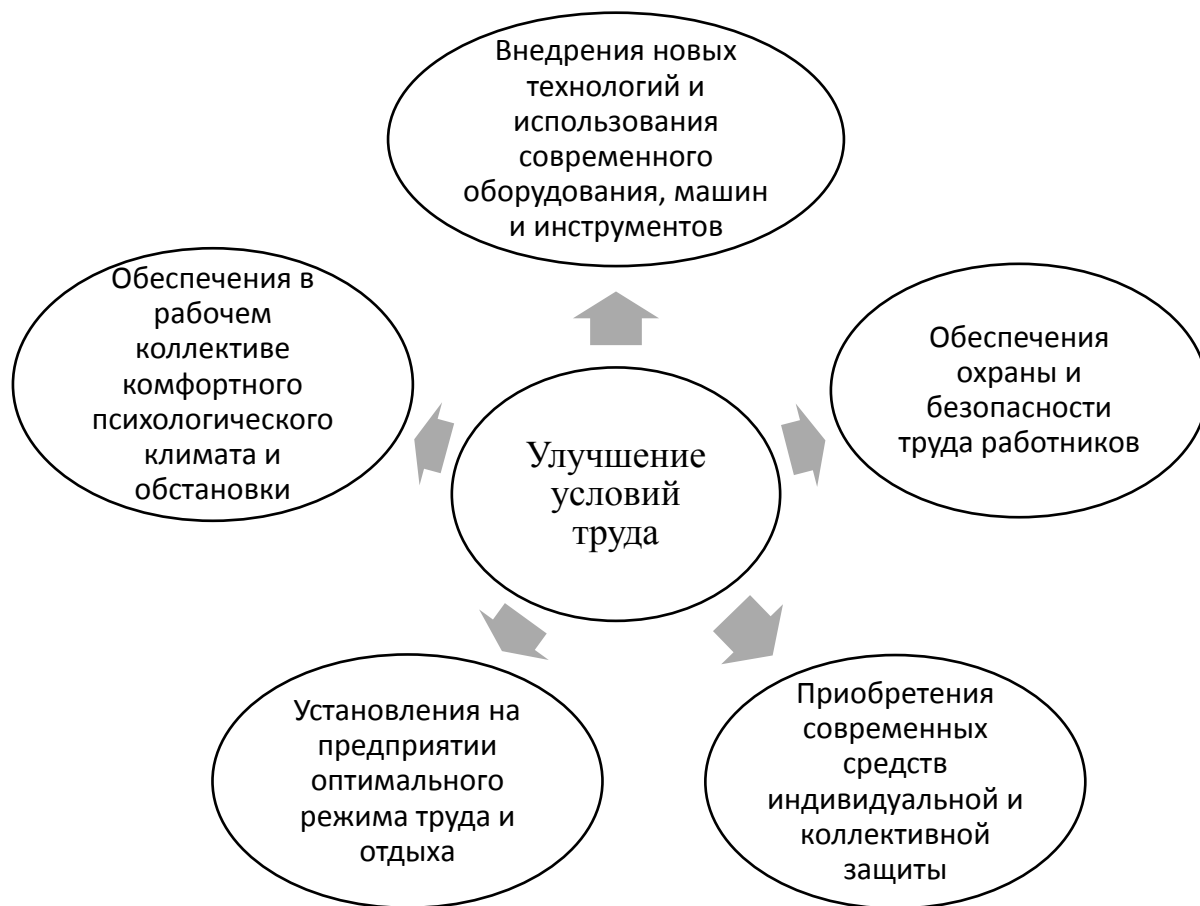 Внедрения новых
технологий и
использования
современного
оборудования, машин
и инструментов
Обеспечения в
рабочем
коллективе
комфортного
психологического
климата и
обстановки
Обеспечения
охраны и
безопасности
труда работников
Улучшение
условий
труда
Установления на
предприятии
оптимального
режима труда и
отдыха
Приобретения
современных
средств
индивидуальной и
коллективной
защиты